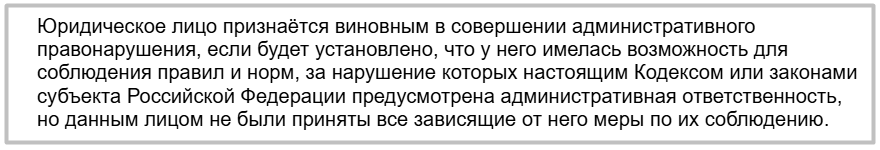 Юридическое лицо признаётся виновным в совершении административного
правонарушения, если будет установлено, что у него имелась возможность для
соблюдения правил и норм, за нарушение которых настоящим Кодексом или законами
субъекта Российской Федерации предусмотрена административная ответственность,
но данным лицом не были приняты все зависящие от него меры по их соблюдению.